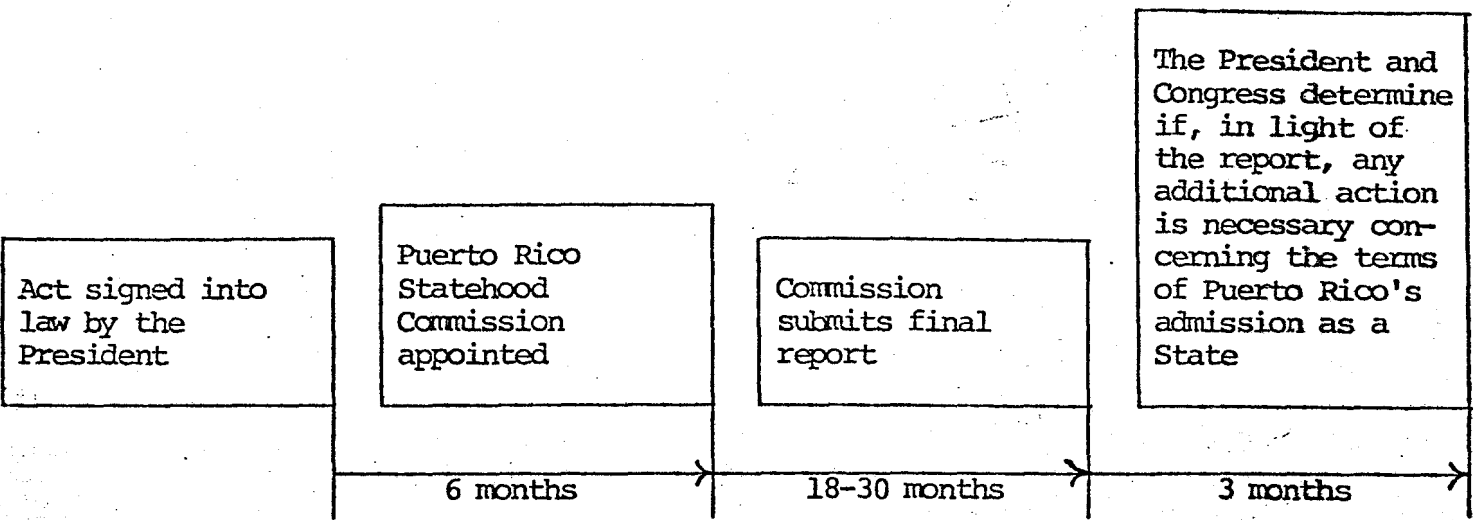 Act signed into
law by the
President
Puerto Rico
Statehood
Commission
appointed
Commission
submits final
report
The President and
Congress determine
if, in light of
the report, any
additional action
is necessary con-
cerning the terms
of Puerto Rico's
admission as a
State
6 months
18-30 months
3 months